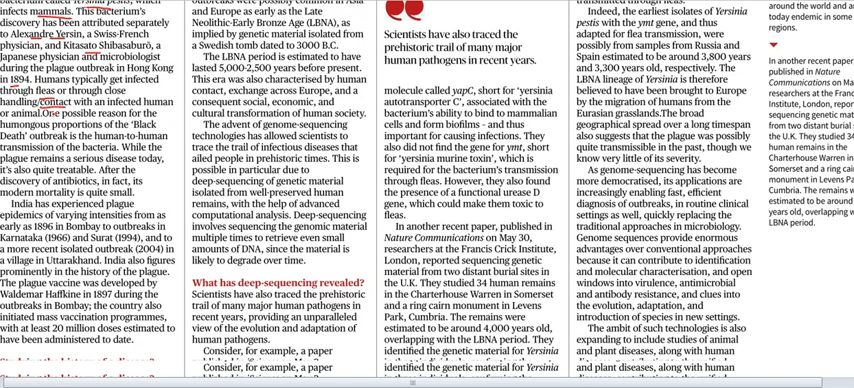 infects mammals. This bacterium's
discovery has been attributed separately
to Alexandre Yersin, a Swiss-French
physician, and Kitasato Shibasaburō, a
Japanese physician and microbiologist
during the plague outbreak in Hong Kong
in 1894. Humans typically get infected
through fleas or through close
handling/contact with an infected human
or animal.One possible reason for the
humongous proportions of the 'Black
Death' outbreak is the human-to-human
transmission of the bacteria. While the
plague remains a serious disease today,
it's also quite treatable. After the
discovery of antibiotics, in fact, its
modern mortality is quite small.
India has experienced plague
epidemics of varying intensities from as
early as 1896 in Bombay to outbreaks in
Karnataka (1966) and Surat (1994), and to
a more recent isolated outbreak (2004) in
a village in Uttarakhand. India also figures
prominently in the history of the plague.
The plague vaccine was developed by
Waldemar Haffkine in 1897 during the
outbreaks in Bombay; the country also
initiated mass vaccination programmes,
with at least 20 million doses estimated to
have been administered to date.
Europe and Asia as early as the Late
Neolithic-Early Bronze Age (LBNA), as
implied by genetic material isolated from
a Swedish tomb dated to 3000 B.C.
The LBNA period is estimated to have
lasted 5,000-2,500 years before present.
This era was also characterised by human
contact, exchange across Europe, and a
consequent social, economic, and
cultural transformation of human society.
The advent of genome-sequencing
technologies has allowed scientists to
trace the trail of infectious diseases that
ailed people in prehistoric times. This is
possible in particular due to
deep-sequencing of genetic material
isolated from well-preserved human
remains, with the help of advanced
computational analysis. Deep-sequencing
involves sequencing the genomic material
multiple times to retrieve even small
amounts of DNA, since the material is
likely to degrade over time.
What has deep-sequencing revealed?
Scientists have also traced the prehistoric
trail of many major human pathogens in
recent years, providing an unparalleled
view of the evolution and adaptation of
human pathogens.
Consider, for example, a paper
Consider, for example, a paper
Scientists have also traced the
prehistoric trail of many major
human pathogens in recent years.
molecule called yapC, short for 'yersinia
autotransporter C', associated with the
bacterium's ability to bind to mammalian
cells and form biofilms – and thus
important for causing infections. They
also did not find the gene for ymt, short
for 'yersinia murine toxin', which is
required for the bacterium's transmission
through fleas. However, they also found
the presence of a functional urease D
gene, which could make them toxic to
fleas.
In another recent paper, published in
Nature Communications on May 30,
researchers at the Francis Crick Institute,
London, reported sequencing genetic
material from two distant burial sites in
the U.K. They studied 34 human remains
in the Charterhouse Warren in Somerset
and a ring cairn monument in Levens
Park, Cumbria. The remains were
estimated to be around 4,000 years old,
overlapping with the LBNA period. They
identified the genetic material for Yersinia
identified the genetic material for Yersinia
transmitted through fleas.
Indeed, the earliest isolates of Yersinia
pestis with the ymt gene, and thus
adapted for flea transmission, were
possibly from samples from Russia and
Spain estimated to be around 3,800 years
and 3,300 years old, respectively. The
LBNA lineage of Yersinia is therefore
believed to have been brought to Europe
by the migration of humans from the
Eurasian grasslands.The broad
geographical spread over a long timespan
also suggests that the plague was possibly
quite transmissible in the past, though we
know very little of its severity.
As genome-sequencing has become
more democratised, its applications are
increasingly enabling fast, efficient
diagnosis of outbreaks, in routine clinical
settings as well, quickly replacing the
traditional approaches in microbiology.
Genome sequences provide enormous
advantages over conventional approaches
because it can contribute to identification
and molecular characterisation, and open
windows into virulence, antimicrobial
and antibody resistance, and clues into
the evolution, adaptation, and
introduction of species in new settings.
The ambit of such technologies is also
expanding to include studies of animal
and plant diseases, along with human
and plant diseases, along with human
around the world and are
today endemic in some
regions.
In another recent paper
published in Nature
Communications on Ma
researchers at the Franc
Institute, London, repor
sequencing genetic mat
from two distant burial s
the U.K. They studied 34
human remains in the
Charterhouse Warren in
Somerset and a ring cair
monument in Levens Pa
Cumbria. The remains w
estimated to be around
years old, overlapping w
LBNA period.